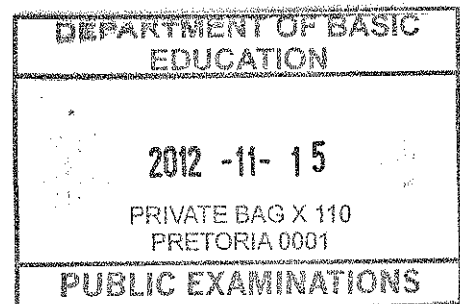 DEPARTMENT OF BASIC
EDUCATION
2012 -11- 15
PRIVATE BAG X 110
PRETORIA 0001
PUBLIC EXAMINATIONS